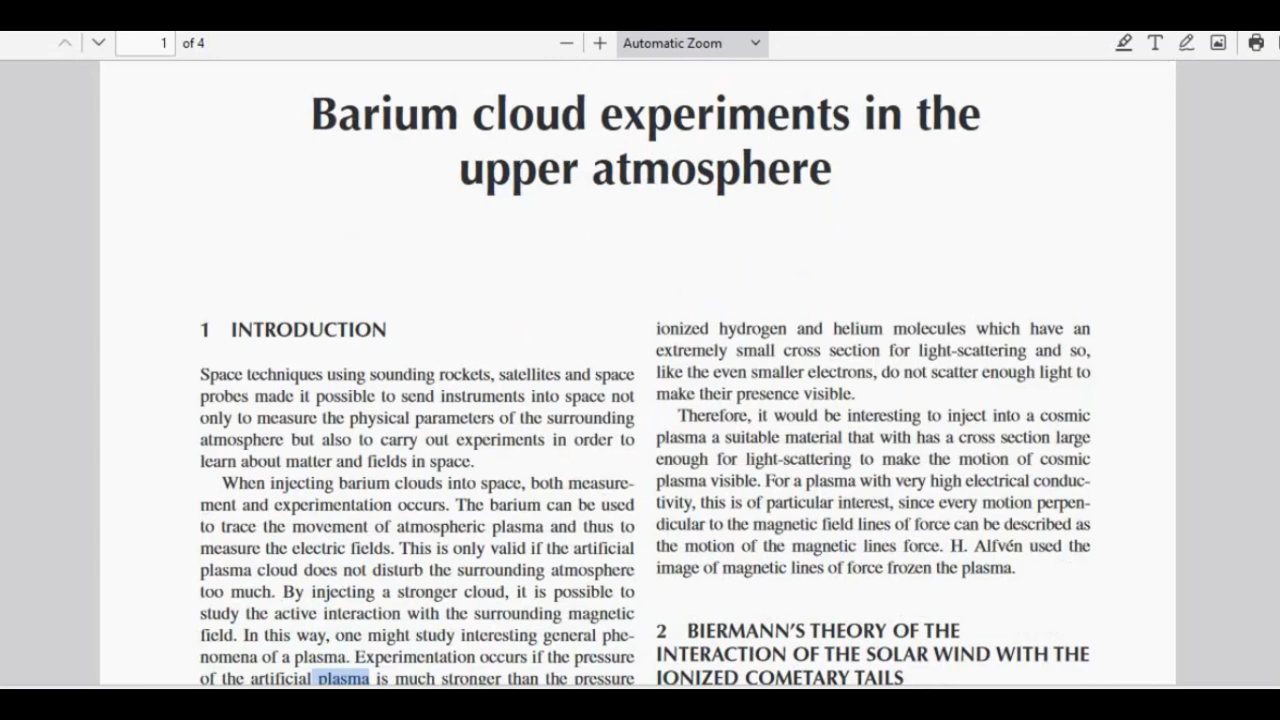 1 of 4
Automatic Zoom
Barium cloud experiments in the
upper atmosphere
1 INTRODUCTION
Space techniques using sounding rockets, satellites and space
probes made it possible to send instruments into space not
only to measure the physical parameters of the surrounding
atmosphere but also to carry out experiments in order to
learn about matter and fields in space.
When injecting barium clouds into space, both measure-
ment and experimentation occurs. The barium can be used
to trace the movement of atmospheric plasma and thus to
measure the electric fields. This is only valid if the artificial
plasma cloud does not disturb the surrounding atmosphere
too much. By injecting a stronger cloud, it is possible to
study the active interaction with the surrounding magnetic
field. In this way, one might study interesting general phe-
nomena of a plasma. Experimentation occurs if the pressure
of the artificial plasma is much stronger than the pressure
ionized hydrogen and helium molecules which have an
extremely small cross section for light-scattering and so,
like the even smaller electrons, do not scatter enough light to
make their presence visible.
Therefore, it would be interesting to inject into a cosmic
plasma a suitable material that with has a cross section large
enough for light-scattering to make the motion of cosmic
plasma visible. For a plasma with very high electrical conduc-
tivity, this is of particular interest, since every motion perpen-
dicular to the magnetic field lines of force can be described as
the motion of the magnetic lines force. H. Alfvén used the
image of magnetic lines of force frozen the plasma.
2 BIERMANN'S THEORY OF THE
INTERACTION OF THE SOLAR WIND WITH THE
IONIZED COMETARY TAILS